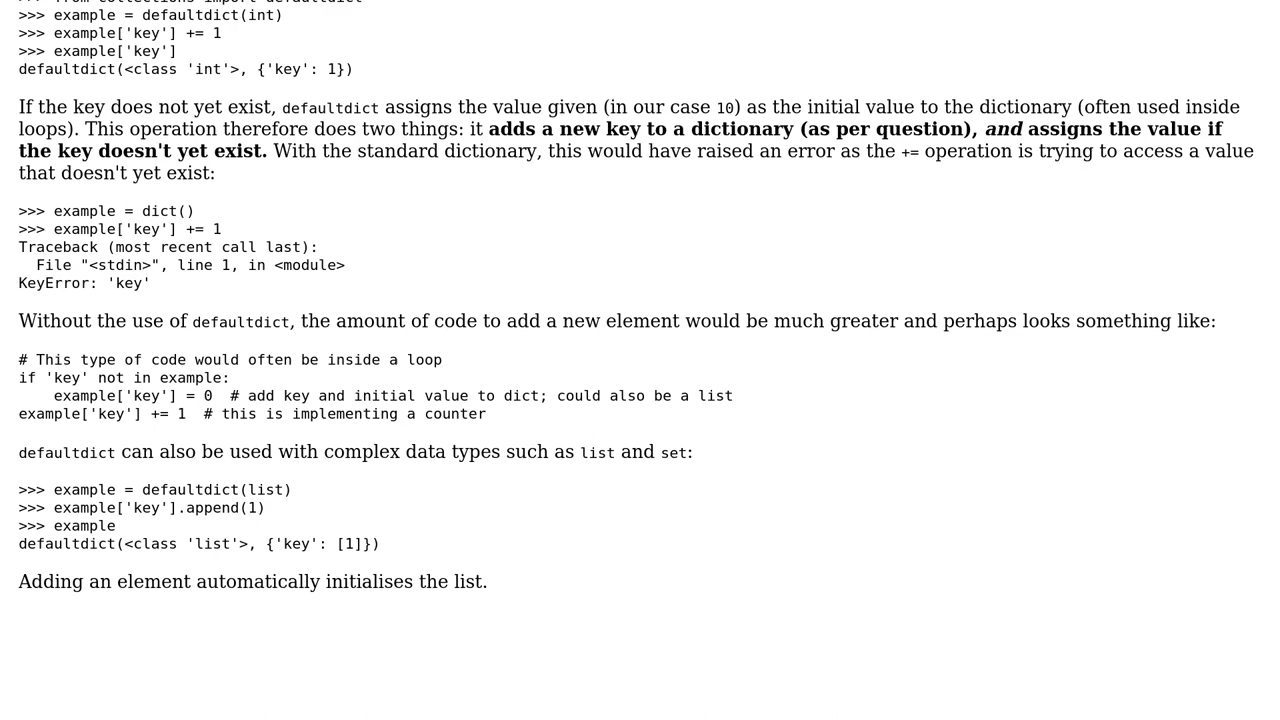 >>> from collections import defaultdict
>>> example = defaultdict(int)
>>> example['key'] += 1
>>> example['key']
defaultdict(<class 'int'>, {'key': 1})
If the key does not yet exist, defaultdict assigns the value given (in our case 10) as the initial value to the dictionary (often used inside
loops). This operation therefore does two things: it adds a new key to a dictionary (as per question), and assigns the value if
the key doesn't yet exist. With the standard dictionary, this would have raised an error as the += operation is trying to access a value
that doesn't yet exist:
>>> example = dict()
>>> example['key'] += 1
Traceback (most recent call last):
  File "<stdin>", line 1, in <module>
KeyError: 'key'
Without the use of defaultdict, the amount of code to add a new element would be much greater and perhaps looks something like:
# This type of code would often be inside a loop
if 'key' not in example:
    example['key'] = 0  # add key and initial value to dict; could also be a list
example['key'] += 1  # this is implementing a counter
defaultdict can also be used with complex data types such as list and set:
>>> example = defaultdict(list)
>>> example['key'].append(1)
>>> example
defaultdict(<class 'list'>, {'key': [1]})
Adding an element automatically initialises the list.